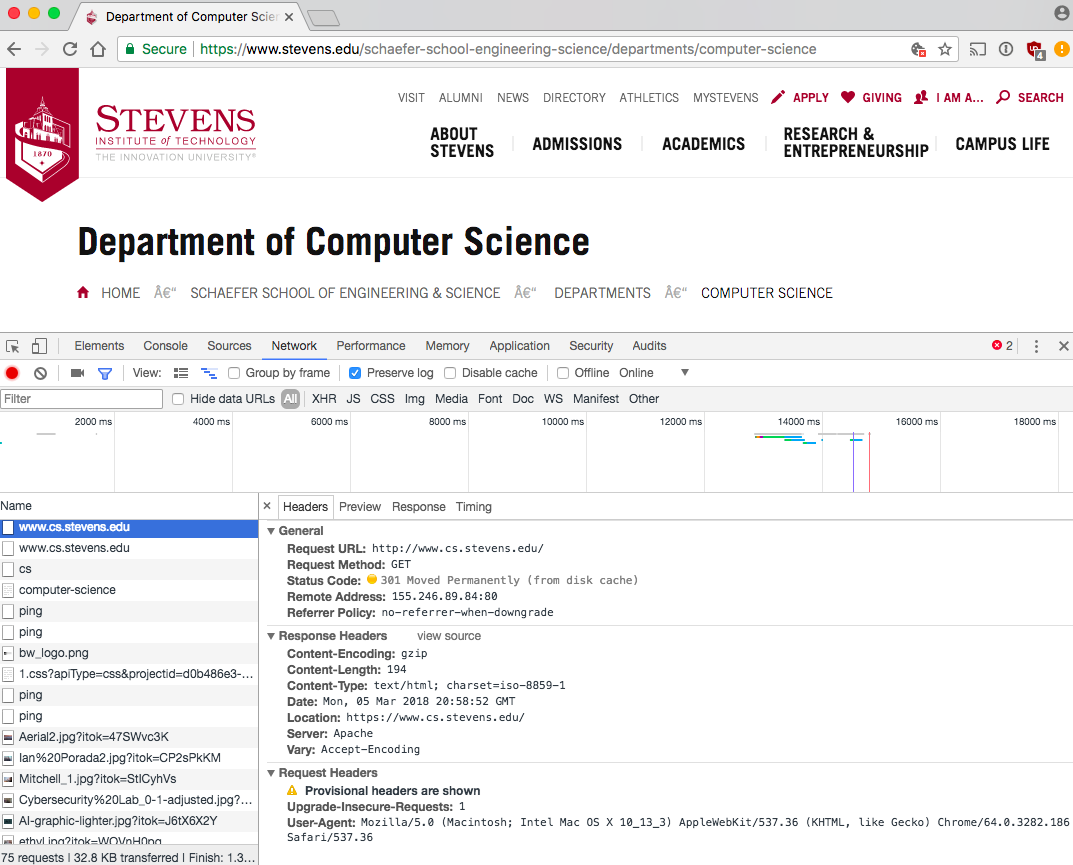 Department of Computer Scien
Secure https://www.stevens.edu/schaefer-school-engineering-science/departments/computer-science
4
VISIT ALUMNI NEWS DIRECTORY ATHLETICS MYSTEVENS APPLY GIVING I AM A... SEARCH
STEVENS
INSTITUTE of TECHNOLOGY
THE INNOVATION UNIVERSITY®
1870
ABOUT STEVENS ADMISSIONS ACADEMICS RESEARCH & ENTREPRENEURSHIP CAMPUS LIFE
Department of Computer Science
HOME – SCHAEFER SCHOOL OF ENGINEERING & SCIENCE – DEPARTMENTS – COMPUTER SCIENCE
Elements Console Sources Network Performance Memory Application Security Audits 2
View: Group by frame Preserve log Disable cache Offline Online
Filter Hide data URLs All XHR JS CSS Img Media Font Doc WS Manifest Other
2000 ms 4000 ms 6000 ms 8000 ms 10000 ms 12000 ms 14000 ms 16000 ms 18000 ms
Name
www.cs.stevens.edu
www.cs.stevens.edu
cs
computer-science
ping
ping
bw_logo.png
1.css?apiType=css&projectid=d0b486e3-...
ping
ping
Aerial2.jpg?itok=47SWvc3K
Ian%20Porada2.jpg?itok=CP2sPkKM
Mitchell_1.jpg?itok=StICyhVs
Cybersecurity%20Lab_0-1-adjusted.jpg?...
AI-graphic-lighter.jpg?itok=J6tX6X2Y
ethyl.jpg?itok=WQVnH0pg
75 requests | 32.8 KB transferred | Finish: 1.3...
Headers Preview Response Timing
General
Request URL: http://www.cs.stevens.edu/
Request Method: GET
Status Code: 301 Moved Permanently (from disk cache)
Remote Address: 155.246.89.84:80
Referrer Policy: no-referrer-when-downgrade
Response Headers view source
Content-Encoding: gzip
Content-Length: 194
Content-Type: text/html; charset=iso-8859-1
Date: Mon, 05 Mar 2018 20:58:52 GMT
Location: https://www.cs.stevens.edu/
Server: Apache
Vary: Accept-Encoding
Request Headers
Provisional headers are shown
Upgrade-Insecure-Requests: 1
User-Agent: Mozilla/5.0 (Macintosh; Intel Mac OS X 10_13_3) AppleWebKit/537.36 (KHTML, like Gecko) Chrome/64.0.3282.186
Safari/537.36